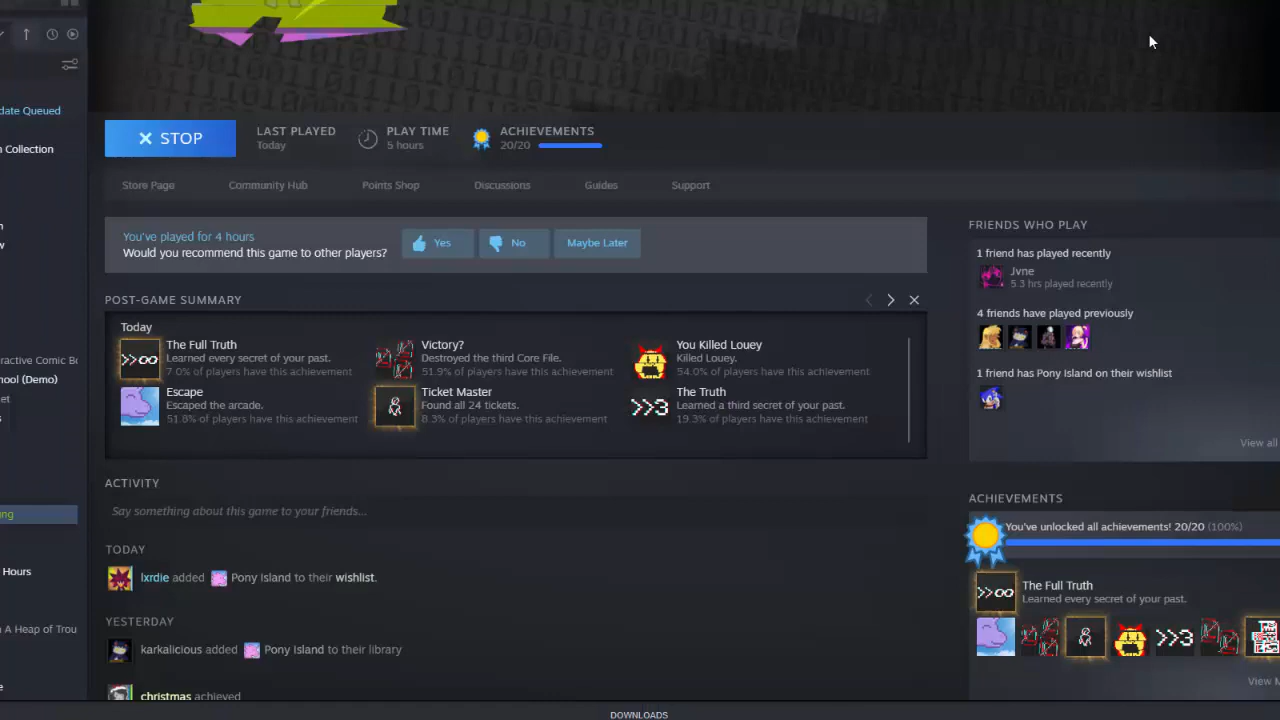 date Queued
Collection
STOP
LAST PLAYED
Today
PLAY TIME
5 hours
ACHIEVEMENTS
20/20
Store Page
Community Hub
Points Shop
Discussions
Guides
Support
You've played for 4 hours
Would you recommend this game to other players?
Yes
No
Maybe Later
POST-GAME SUMMARY
Today
The Full Truth
Learned every secret of your past.
7.0% of players have this achievement
Victory?
Destroyed the third Core File.
51.9% of players have this achievement
You Killed Louey
Killed Louey.
54.0% of players have this achievement
Escape
Escaped the arcade.
51.8% of players have this achievement
Ticket Master
Found all 24 tickets.
8.3% of players have this achievement
>>3
The Truth
Learned a third secret of your past.
19.3% of players have this achievement
ractive Comic Bo
hool (Demo)
et
ing
Hours
n A Heap of Trou
ACTIVITY
Say something about this game to your friends...
TODAY
lxrdie added Pony Island to their wishlist.
YESTERDAY
karkalicious added Pony Island to their library
christmas achieved
FRIENDS WHO PLAY
1 friend has played recently
Jvne
5.3 hrs played recently
4 friends have played previously
1 friend has Pony Island on their wishlist
View all
ACHIEVEMENTS
You've unlocked all achievements! 20/20 (100%)
The Full Truth
Learned every secret of your past.
>>3
View M
DOWNLOADS